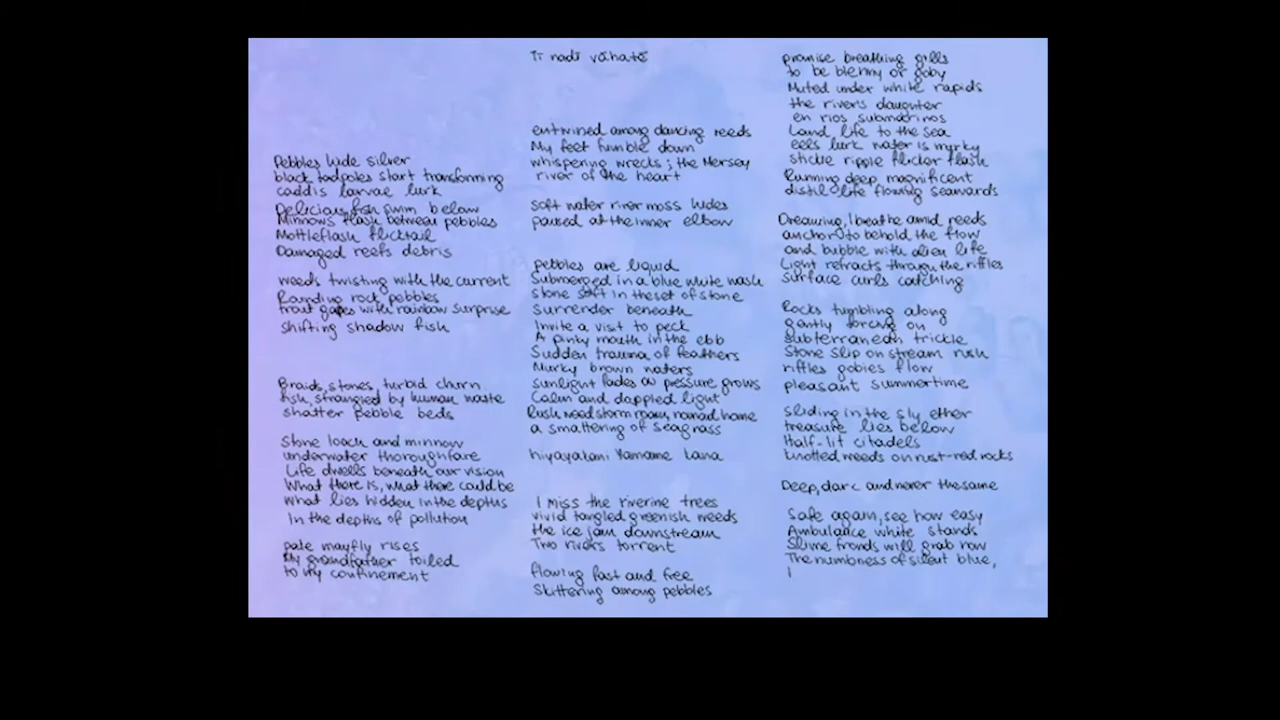 Pebbles hide silver
black tadpoles start transforming
caddis larvae lurk
Delicious fish swim below
Minnows flash between pebbles
Mottleflash flicktail
Damaged reefs debris
weeds twisting with the current
Rounding rock pebbles
trout gapes with rainbow surprise
shifting shadow fish
Braids, stones, turbid churn
fish, strangled by human waste
shatter pebble beds
Stone loach and minnow
underwater thoroughfare
Life dwells beneath our vision
What there is, what there could be
what lies hidden in the depths
In the depths of pollution
pale mayfly rises
My grandfather toiled
to my confinement
Tī nadī vāhatē
entwined among dancing reeds
My feet fumble down
whispering wrecks; the Mersey
river of the heart
soft water river moss hides
paused at the inner elbow
pebbles are liquid
Submerged in a blue white wash
stone soft in the set of stone
Surrender beneath
Invite a visit to peck
A pinky mouth in the ebb
Sudden trauma of feathers
Murky brown waters
sunlight fades as pressure grows
Calm and dappled light
Rush weed storm roam, nomad home
a smattering of seagrass
hiyayalani Yamame Lana
I miss the riverine trees
vivid tangled greenish weeds
the ice jam downstream
Two rivers torrent
flowing fast and free
Skittering among pebbles
promise breathing gills
to be blenny or goby
Muted under white rapids
the rivers daughter
en rios submarinos
Land life to the sea
eels lurk water is murky
stickle ripple flicker flash
Running deep magnificent
distil life flowing seawards
Dreaming, I breathe amid reeds
anchor to behold the flow
and bubble with alien life
Light refracts through the riffles
surface curls catching
Rocks tumbling along
gently forcing on
subterranean trickle
Stone slip on stream rush
riffles gobies flow
pleasant summertime
sliding in the sly ether
treasure lies below
Half-lit citadels
knotted weeds on rust-red rocks
Deep, dark and never the same
Safe again, see how easy
Ambulance white stands
Slime fronds will grab now
The numbness of silent blue,
I